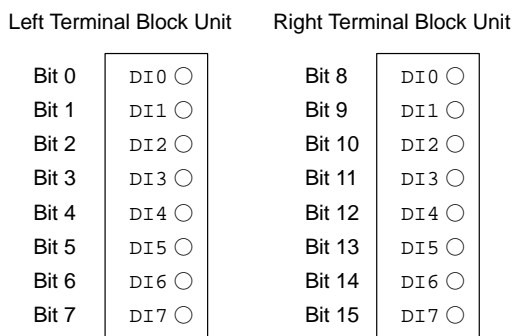 Left Terminal Block Unit Right Terminal Block Unit
Bit 0 DI0 Bit 8 DI0
Bit 1 DI1 Bit 9 DI1
Bit 2 DI2 Bit 10 DI2
Bit 3 DI3 Bit 11 DI3
Bit 4 DI4 Bit 12 DI4
Bit 5 DI5 Bit 13 DI5
Bit 6 DI6 Bit 14 DI6
Bit 7 DI7 Bit 15 DI7